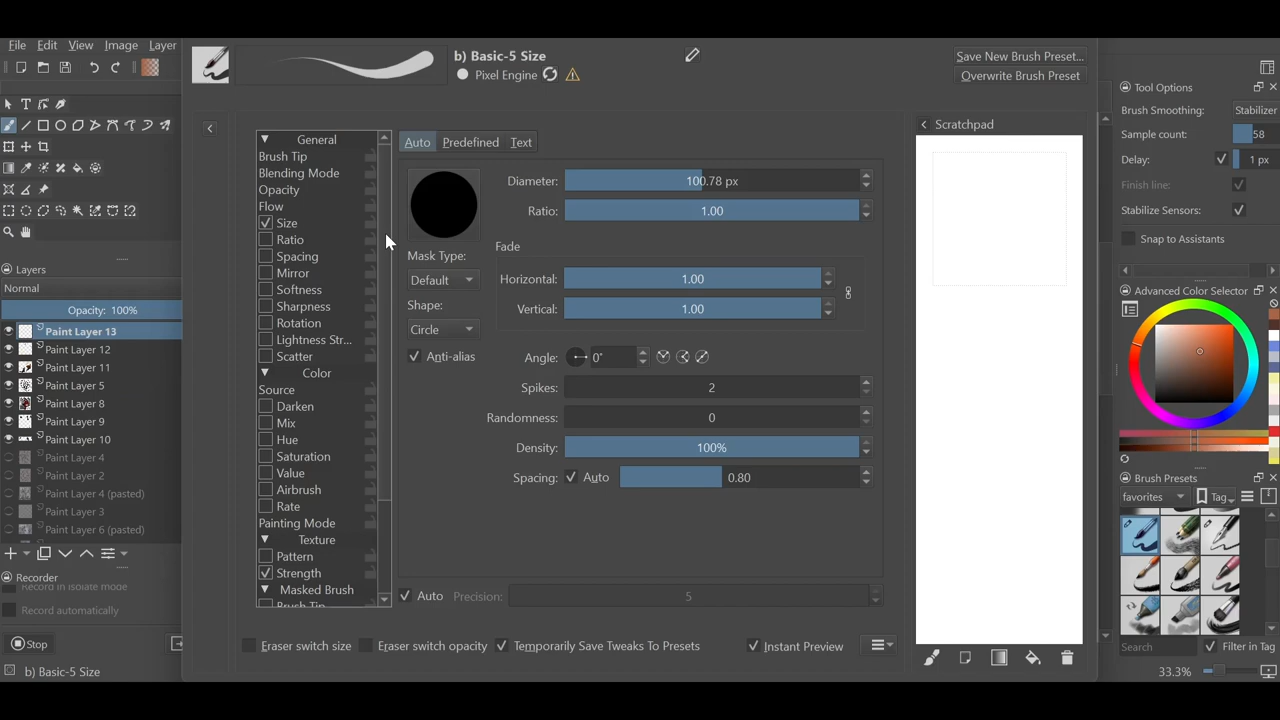 File Edit View Image Layer
b) Basic-5 Size
Pixel Engine
Save New Brush Preset...
Overwrite Brush Preset
Layers
Normal
Opacity: 100%
Paint Layer 13
Paint Layer 12
Paint Layer 11
Paint Layer 5
Paint Layer 8
Paint Layer 9
Paint Layer 10
Paint Layer 4
Paint Layer 2
Paint Layer 4 (pasted)
Paint Layer 3
Paint Layer 6 (pasted)
Recorder
Record in isolate mode
Record automatically
Stop
b) Basic-5 Size
General
Brush Tip
Blending Mode
Opacity
Flow
Size
Ratio
Spacing
Mirror
Softness
Sharpness
Rotation
Lightness Str...
Scatter
Color
Source
Darken
Mix
Hue
Saturation
Value
Airbrush
Rate
Painting Mode
Texture
Pattern
Strength
Masked Brush
Brush Tip
Auto Predefined Text
Diameter: 100.78 px
Ratio: 1.00
Mask Type:
Default
Shape:
Circle
Anti-alias
Fade
Horizontal: 1.00
Vertical: 1.00
Angle: 0°
Spikes: 2
Randomness: 0
Density: 100%
Spacing: Auto 0.80
Auto Precision: 5
Eraser switch size Eraser switch opacity Temporarily Save Tweaks To Presets Instant Preview
Scratchpad
Tool Options
Brush Smoothing: Stabilizer
Sample count: 58
Delay: 1 px
Finish line:
Stabilize Sensors:
Snap to Assistants
Advanced Color Selector
Brush Presets
favorites Tag
Search Filter in Tag
33.3%